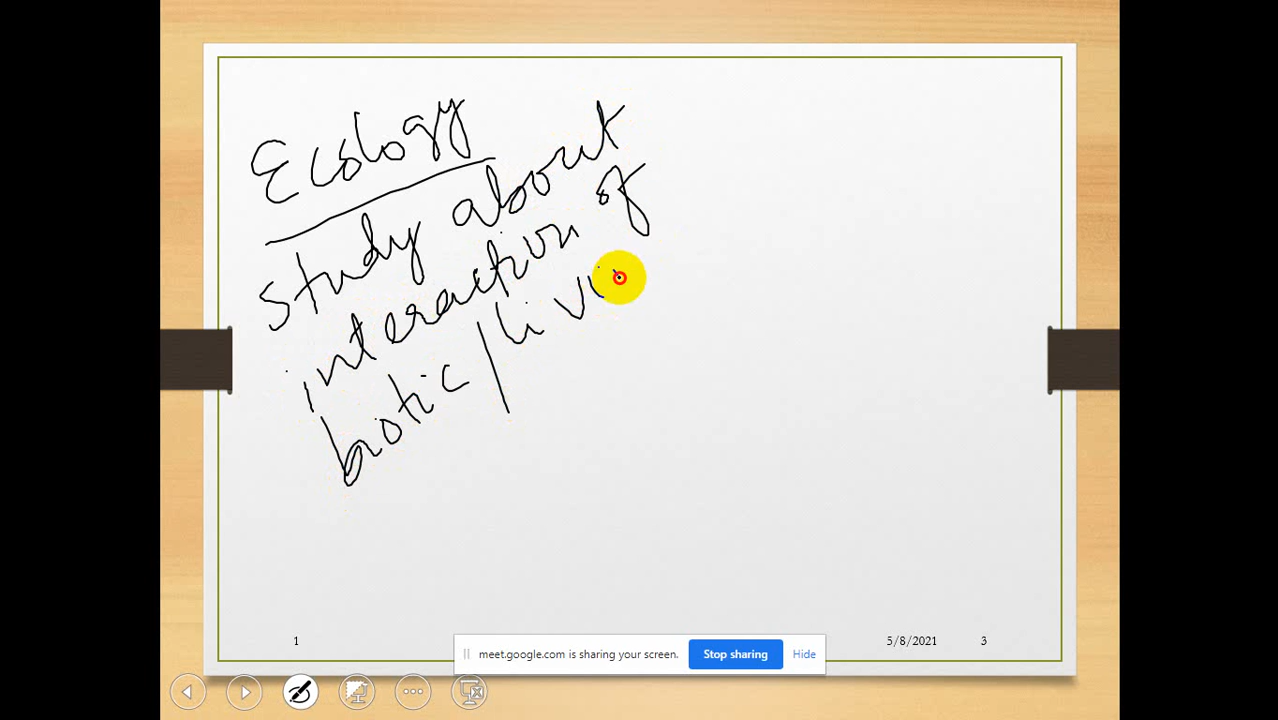 Ecology
study about
interaction of
biotic / livi
1
5/8/2021
3
meet.google.com is sharing your screen.
Stop sharing
Hide